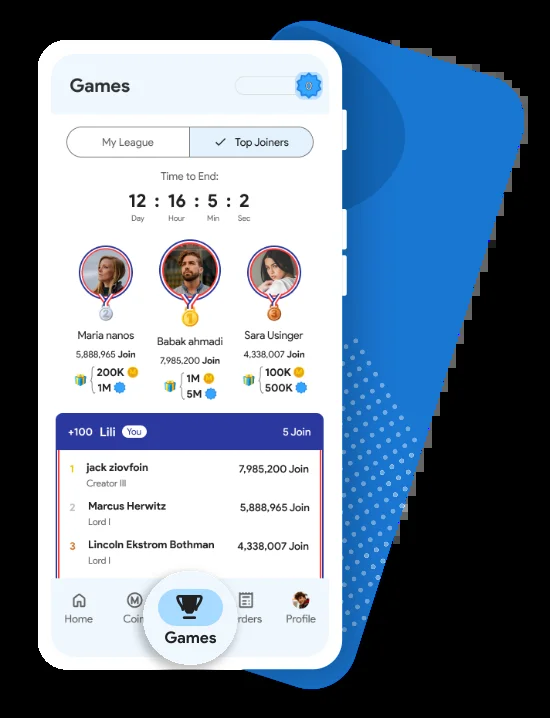 Games
My League
Top Joiners
Time to End:
12 : 16 : 5 : 2
Day Hour Min Sec
2
1
3
Maria nanos
Babak ahmadi
Sara Usinger
5,888,965 Join
7,985,200 Join
4,338,007 Join
200K M
1M
1M M
5M
100K M
500K
+100 Lili You 5 Join
1 jack ziovfoin 7,985,200 Join
Creator III
2 Marcus Herwitz 5,888,965 Join
Lord I
3 Lincoln Ekstrom Bothman 4,338,007 Join
Lord I
M
Home Coi Games rders Profile